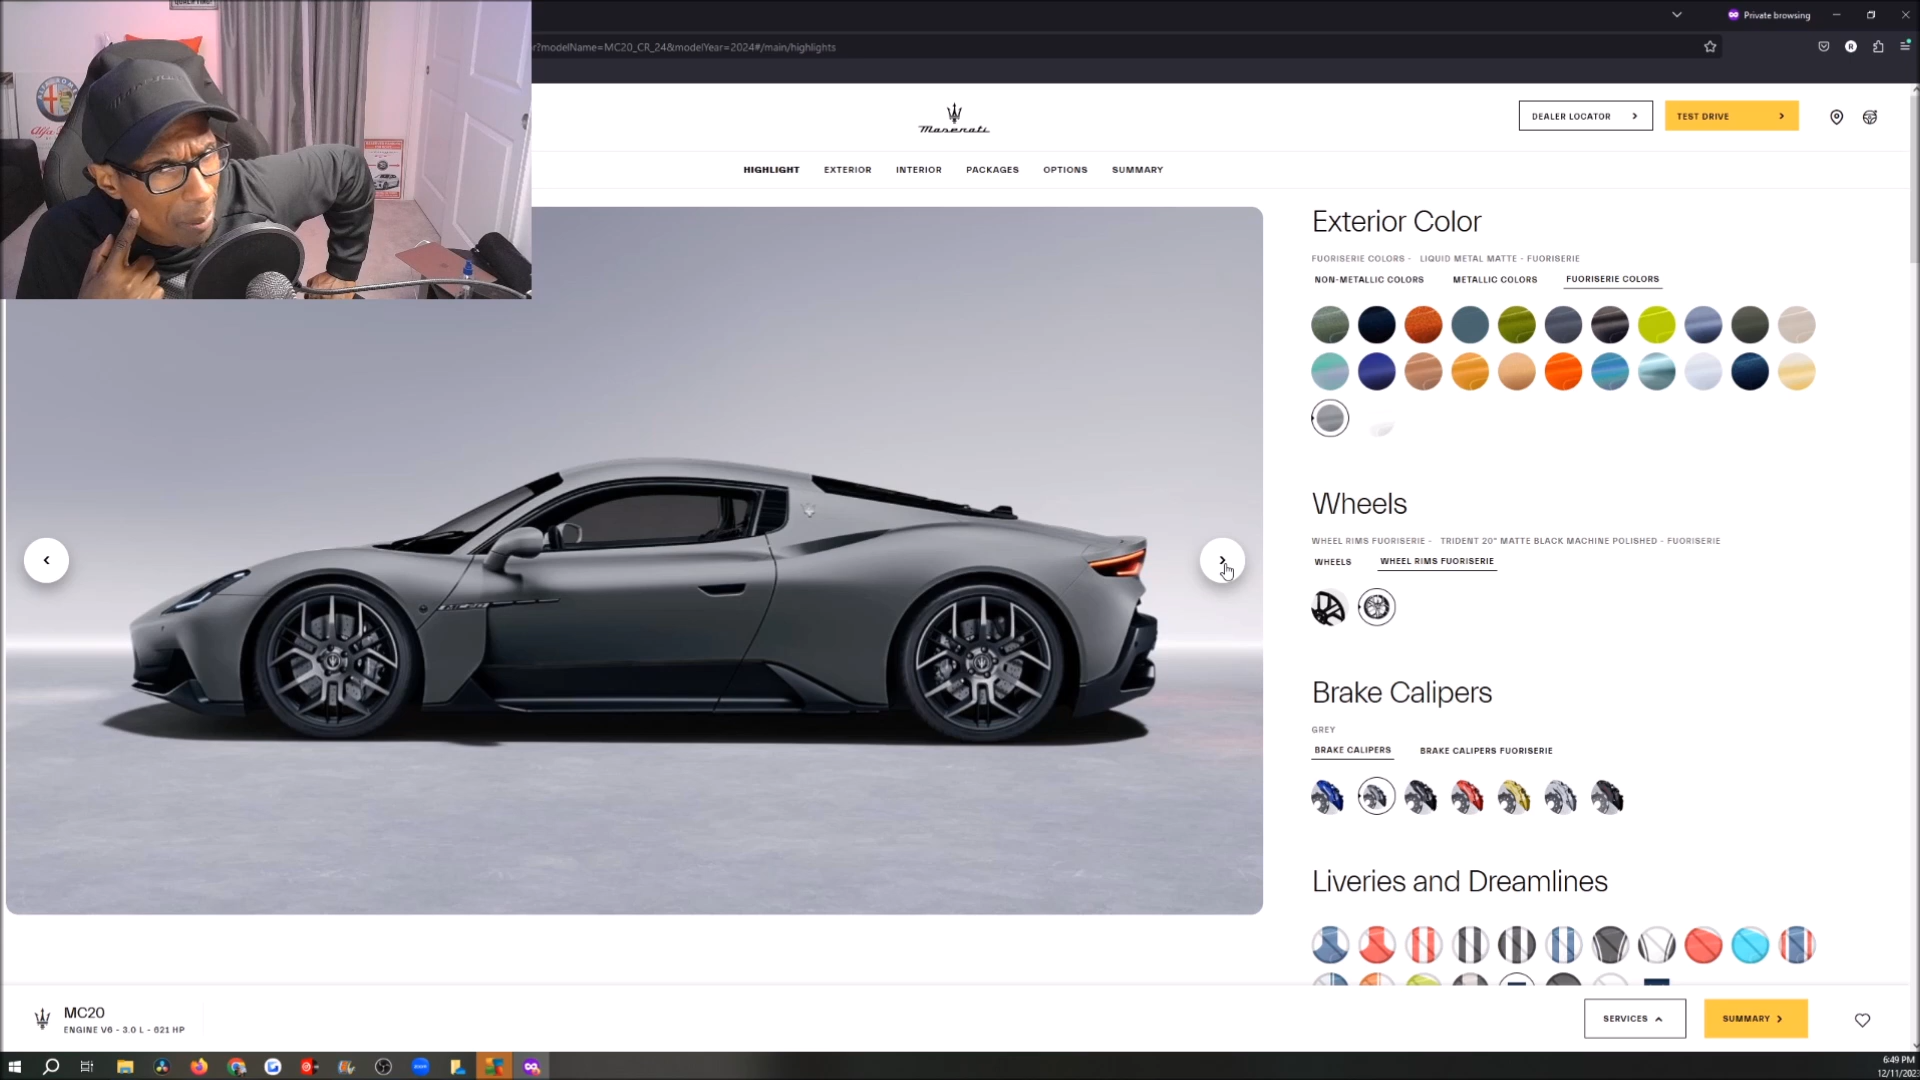 Private browsing
r?modelName=MC20_CR_24&modelYear=2024#/main/highlights
Maserati
DEALER LOCATOR
TEST DRIVE
HIGHLIGHT EXTERIOR INTERIOR PACKAGES OPTIONS SUMMARY
Exterior Color
FUORISERIE COLORS - LIQUID METAL MATTE - FUORISERIE
NON-METALLIC COLORS METALLIC COLORS FUORISERIE COLORS
Wheels
WHEEL RIMS FUORISERIE - TRIDENT 20" MATTE BLACK MACHINE POLISHED - FUORISERIE
WHEELS WHEEL RIMS FUORISERIE
Brake Calipers
GREY
BRAKE CALIPERS BRAKE CALIPERS FUORISERIE
Liveries and Dreamlines
MC20
ENGINE V6 - 3.0 L - 621 HP
SERVICES
SUMMARY
6:49 PM
12/11/202